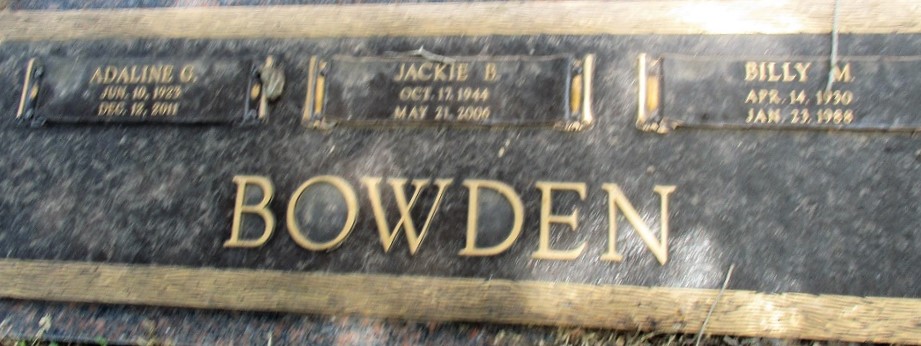 ADALINE G.
JUN. 10, 1923
DEC. 12, 2011
JACKIE B.
OCT. 17, 1944
MAY 21, 2006
BILLY M.
APR. 14, 1930
JAN. 23, 1988
BOWDEN